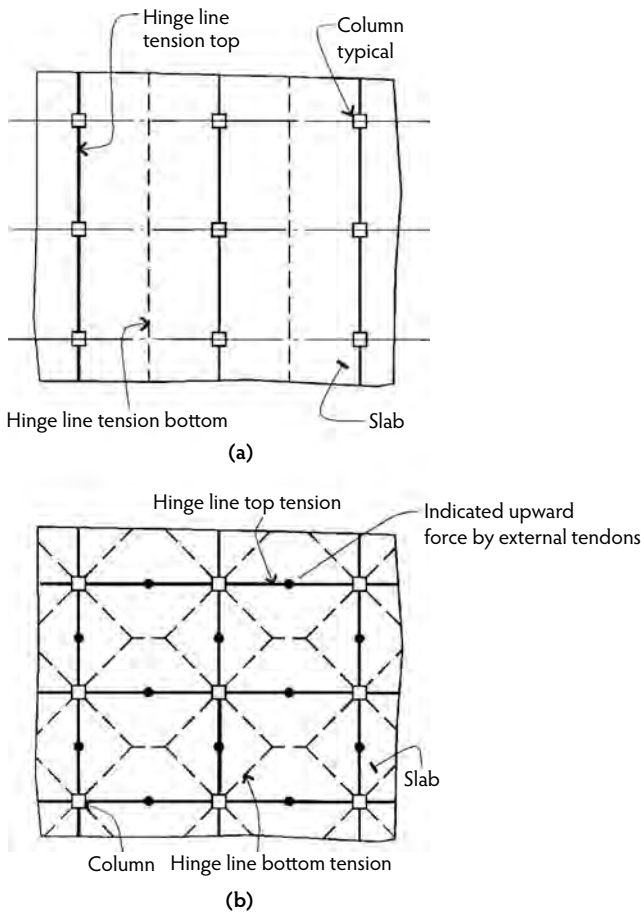 Hinge line
tension top
Column
typical
Hinge line tension bottom
Slab
(a)
Hinge line top tension
Indicated upward
force by external tendons
Slab
Column
Hinge line bottom tension
(b)